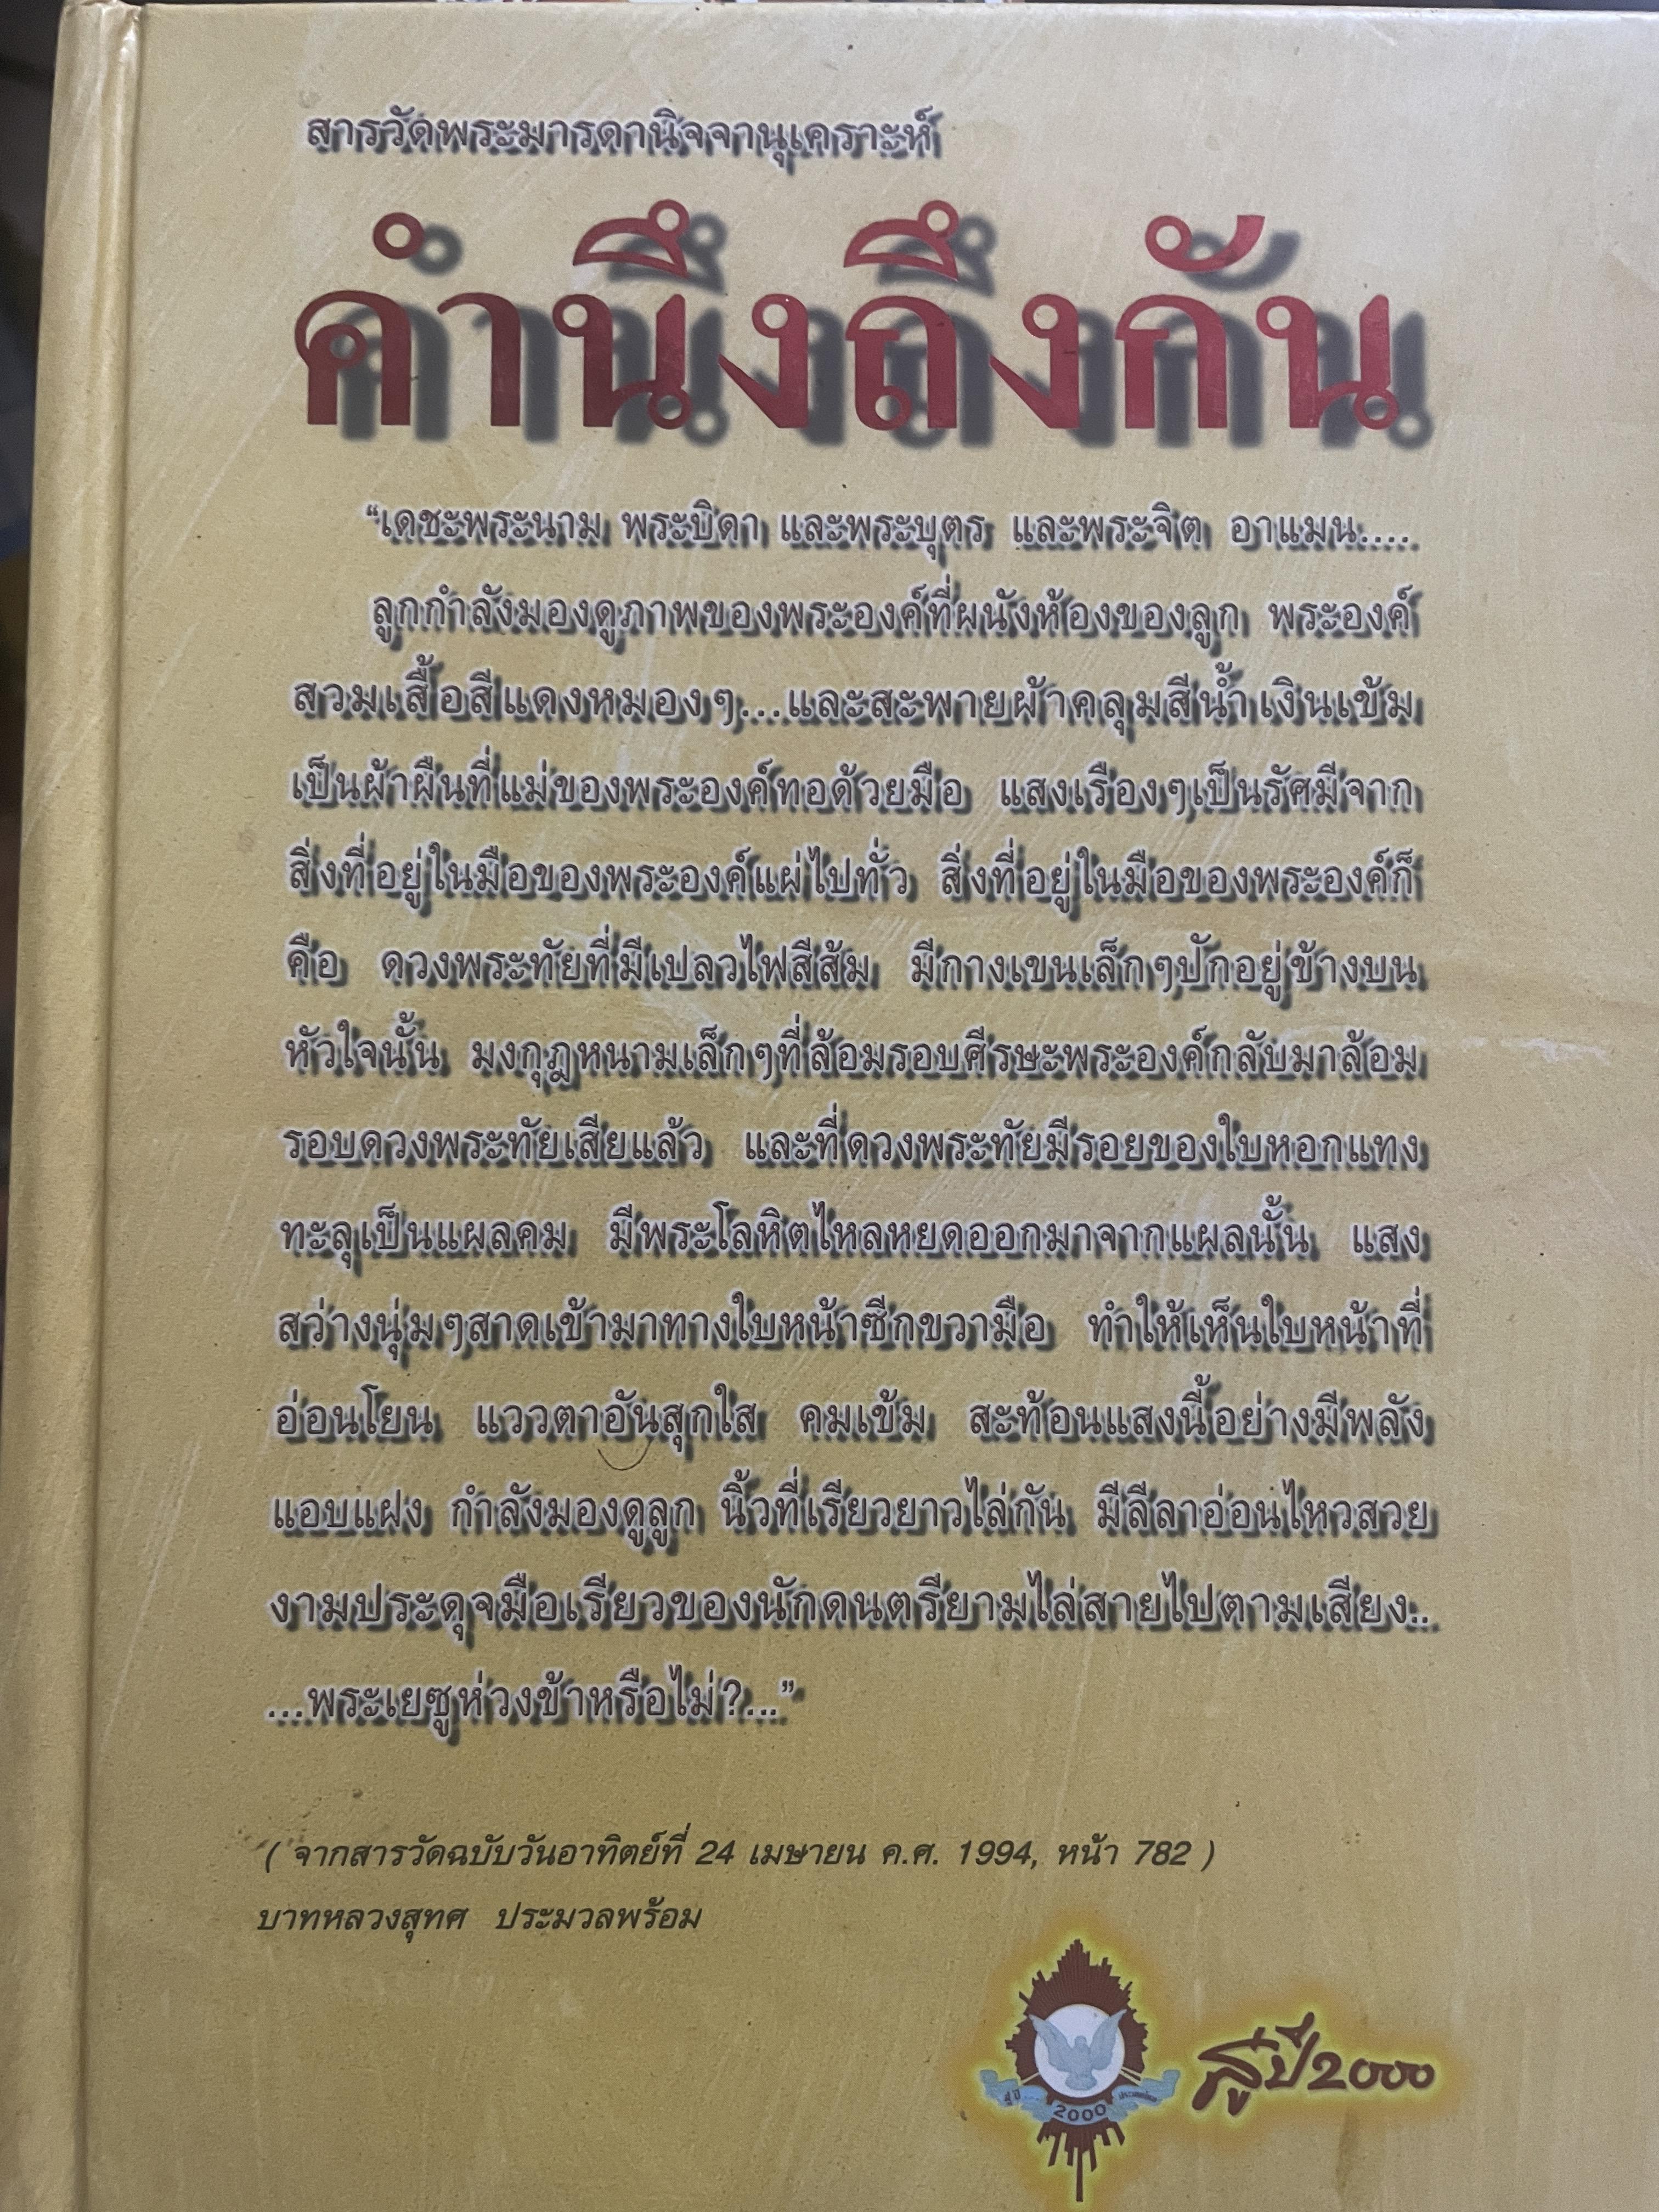 สารวัดพระมารดานิจจานุเคราะห์
คำนึงถึงกัน
“เดชะพระนาม พระบิดา และพระบุตร และพระจิต อาแมน....
ลูกกำลังมองดูภาพของพระองค์ที่ผนังห้องของลูก พระองค์
สวมเสื้อสีแดงหมองๆ...และสะพายผ้าคลุมสีน้ำเงินเข้ม
เป็นผ้าผืนที่แม่ของพระองค์ทอด้วยมือ แสงเรืองๆเป็นรัศมีจาก
สิ่งที่อยู่ในมือของพระองค์แผ่ไปทั่ว สิ่งที่อยู่ในมือของพระองค์ก็
คือ ดวงพระทัยที่มีเปลวไฟสีส้ม มีกางเขนเล็กๆปักอยู่ข้างบน
หัวใจนั้น มงกุฎหนามเล็กๆที่ล้อมรอบศีรษะพระองค์กลับมาล้อม
รอบดวงพระทัยเสียแล้ว และที่ดวงพระทัยมีรอยของใบหอกแทง
ทะลุเป็นแผลคม มีพระโลหิตไหลหยดออกมาจากแผลนั้น แสง
สว่างนุ่มๆสาดเข้ามาทางใบหน้าซีกขวามือ ทำให้เห็นใบหน้าที่
อ่อนโยน แววตาอันสุกใส คมเข้ม สะท้อนแสงนี้อย่างมีพลัง
แอบแฝง กำลังมองดูลูก นิ้วที่เรียวยาวไล่กัน มีลีลาอ่อนไหวสวย
งามประดุจมือเรียวของนักดนตรียามไล่สายไปตามเสียง..
...พระเยซูห่วงข้าหรือไม่?...”
( จากสารวัดฉบับวันอาทิตย์ที่ 24 เมษายน ค.ศ. 1994, หน้า 782 )
บาทหลวงสุทศ ประมวลพร้อม
สู่ปี2000
สู่ ปี
2000